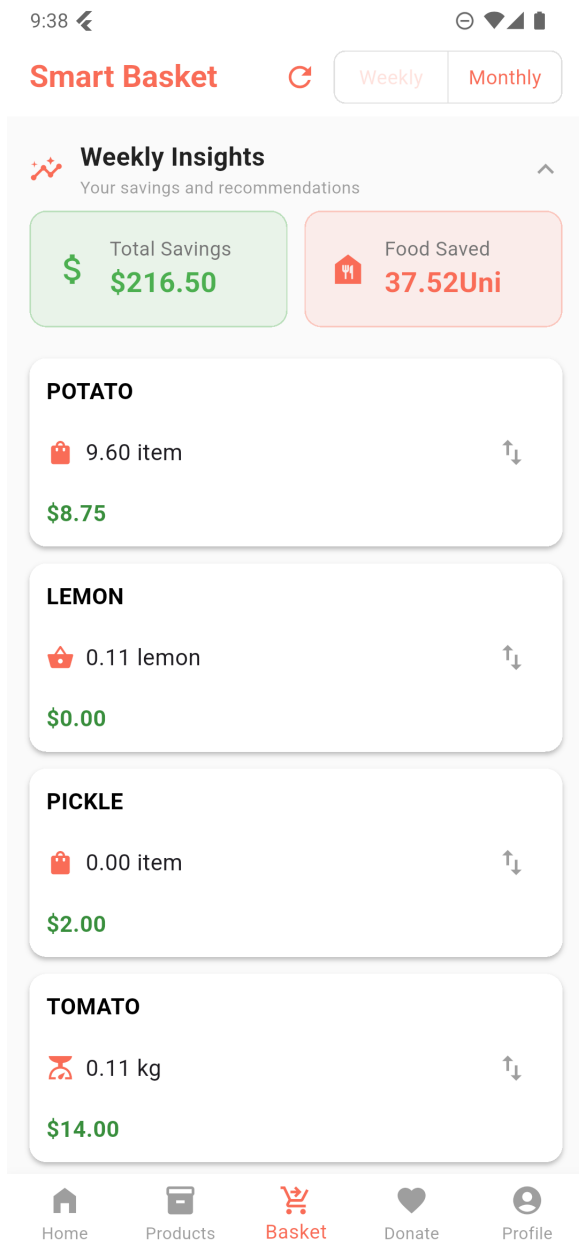 9:38
Smart Basket
Weekly
Monthly
Weekly Insights
Your savings and recommendations
Total Savings
$216.50
Food Saved
37.52Uni
POTATO
9.60 item
$8.75
LEMON
0.11 lemon
$0.00
PICKLE
0.00 item
$2.00
TOMATO
0.11 kg
$14.00
Home
Products
Basket
Donate
Profile